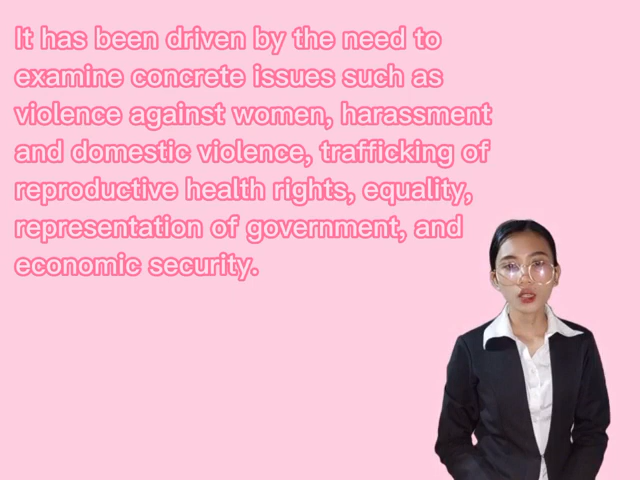 It has been driven by the need to
examine concrete issues such as
violence against women, harassment
and domestic violence, trafficking of
reproductive health rights, equality,
representation of government, and
economic security.